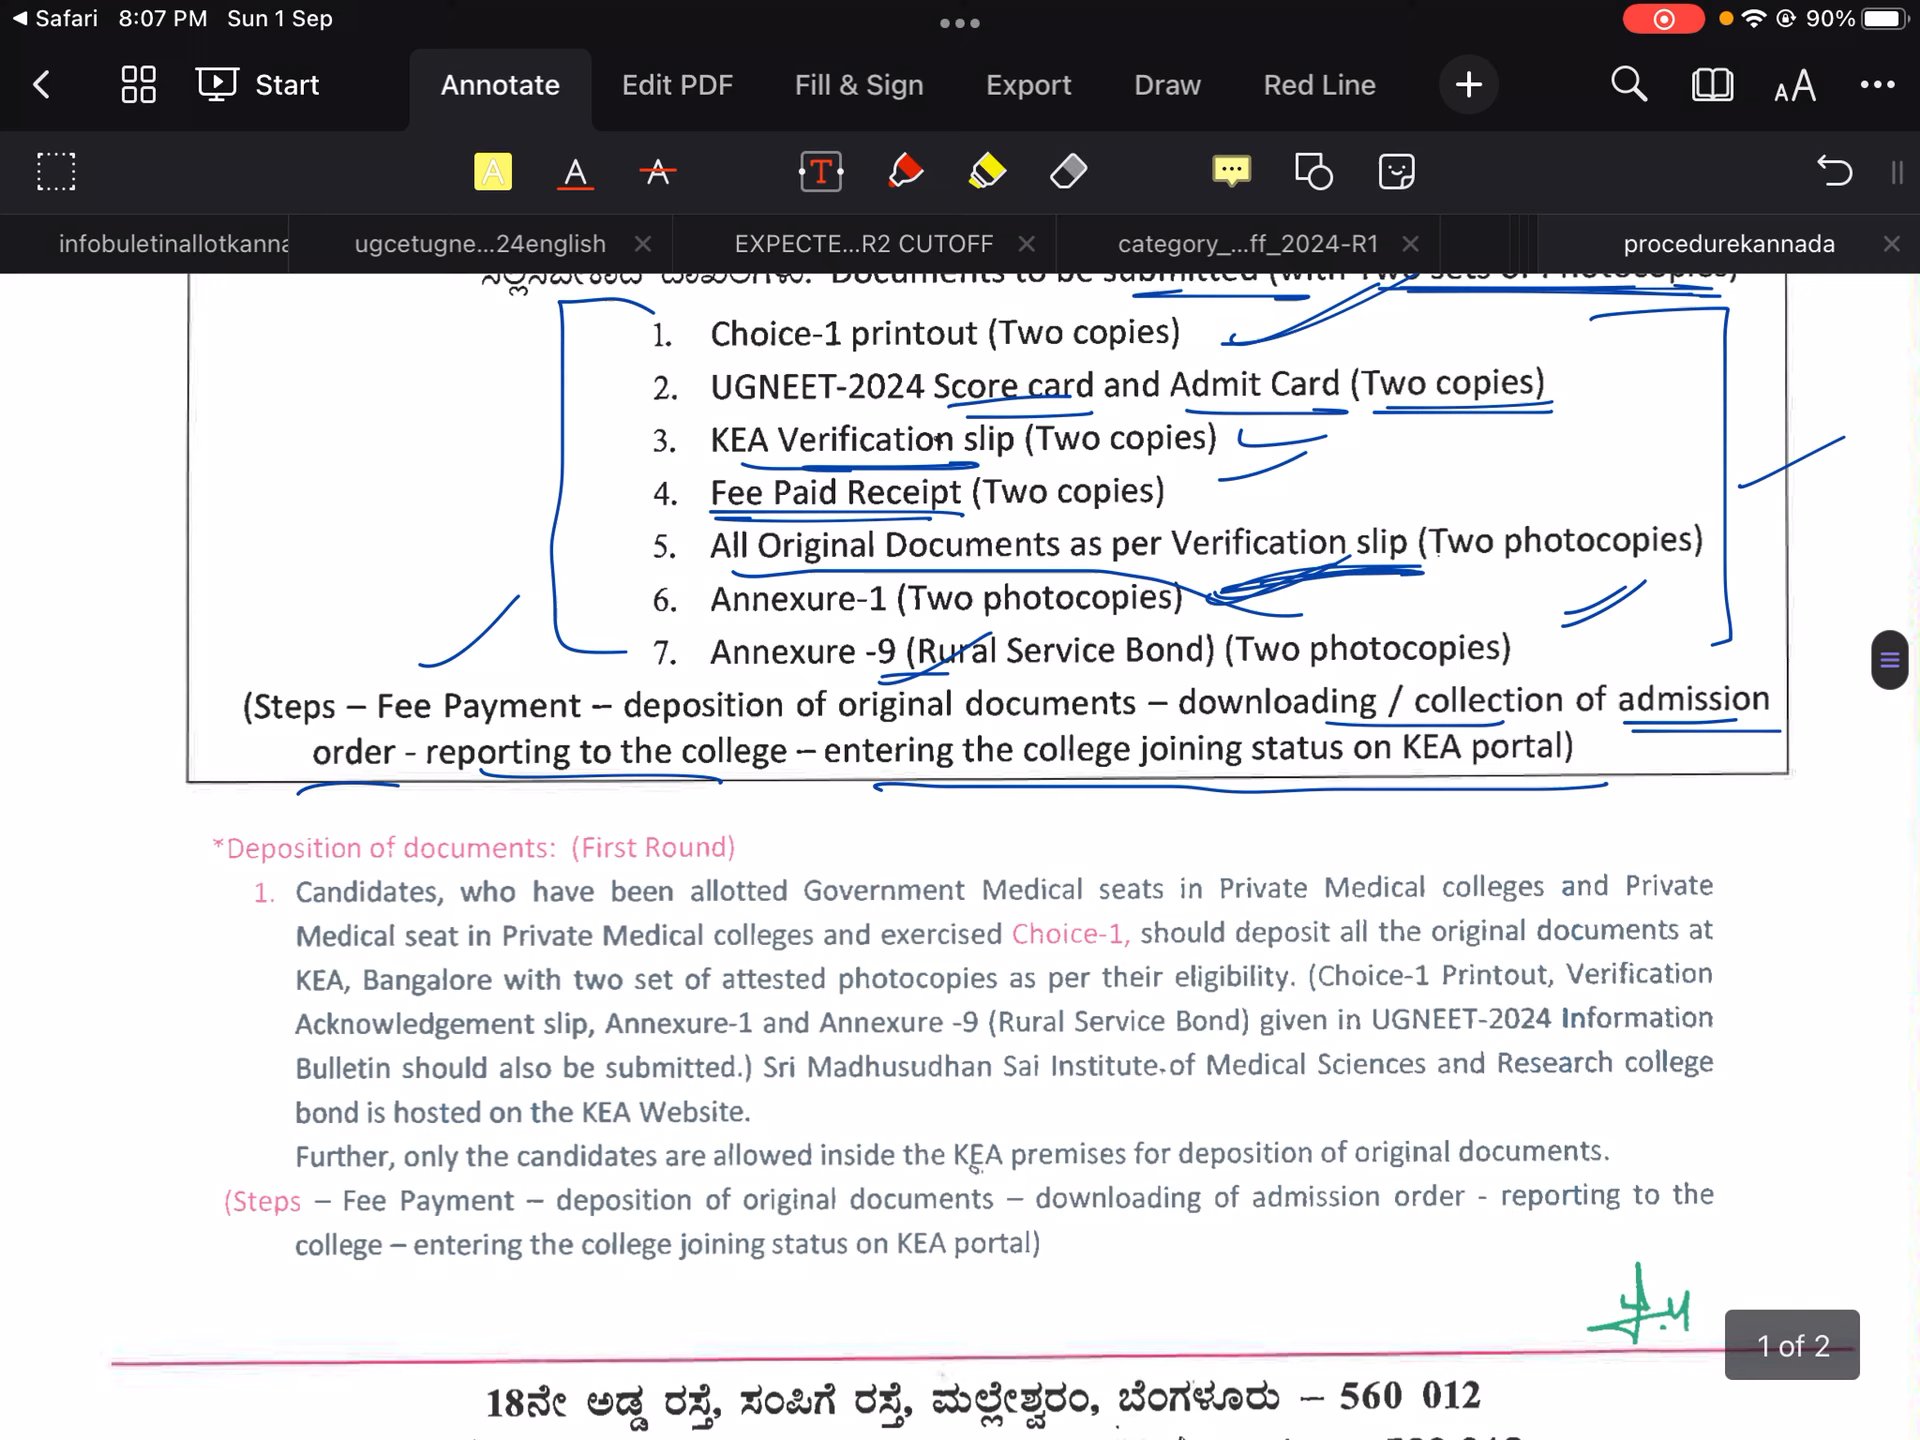 Safari 8:07 PM Sun 1 Sep
90%
Start Annotate Edit PDF Fill & Sign Export Draw Red Line
infobuletinallotkanna ugcetugne...24english EXPECTE...R2 CUTOFF category_...ff_2024-R1 procedurekannada
Documents to be submitted (with Two sets of Photocopies)
1. Choice-1 printout (Two copies)
2. UGNEET-2024 Score card and Admit Card (Two copies)
3. KEA Verification slip (Two copies)
4. Fee Paid Receipt (Two copies)
5. All Original Documents as per Verification slip (Two photocopies)
6. Annexure-1 (Two photocopies)
7. Annexure -9 (Rural Service Bond) (Two photocopies)
(Steps – Fee Payment – deposition of original documents – downloading / collection of admission
order - reporting to the college – entering the college joining status on KEA portal)
*Deposition of documents: (First Round)
1. Candidates, who have been allotted Government Medical seats in Private Medical colleges and Private
Medical seat in Private Medical colleges and exercised Choice-1, should deposit all the original documents at
KEA, Bangalore with two set of attested photocopies as per their eligibility. (Choice-1 Printout, Verification
Acknowledgement slip, Annexure-1 and Annexure -9 (Rural Service Bond) given in UGNEET-2024 Information
Bulletin should also be submitted.) Sri Madhusudhan Sai Institute of Medical Sciences and Research college
bond is hosted on the KEA Website.
Further, only the candidates are allowed inside the KEA premises for deposition of original documents.
(Steps – Fee Payment – deposition of original documents – downloading of admission order - reporting to the
college – entering the college joining status on KEA portal)
1 of 2
18ನೇ ಅಡ್ಡ ರಸ್ತೆ, ಸಂಪಿಗೆ ರಸ್ತೆ, ಮಲ್ಲೇಶ್ವರಂ, ಬೆಂಗಳೂರು – 560 012